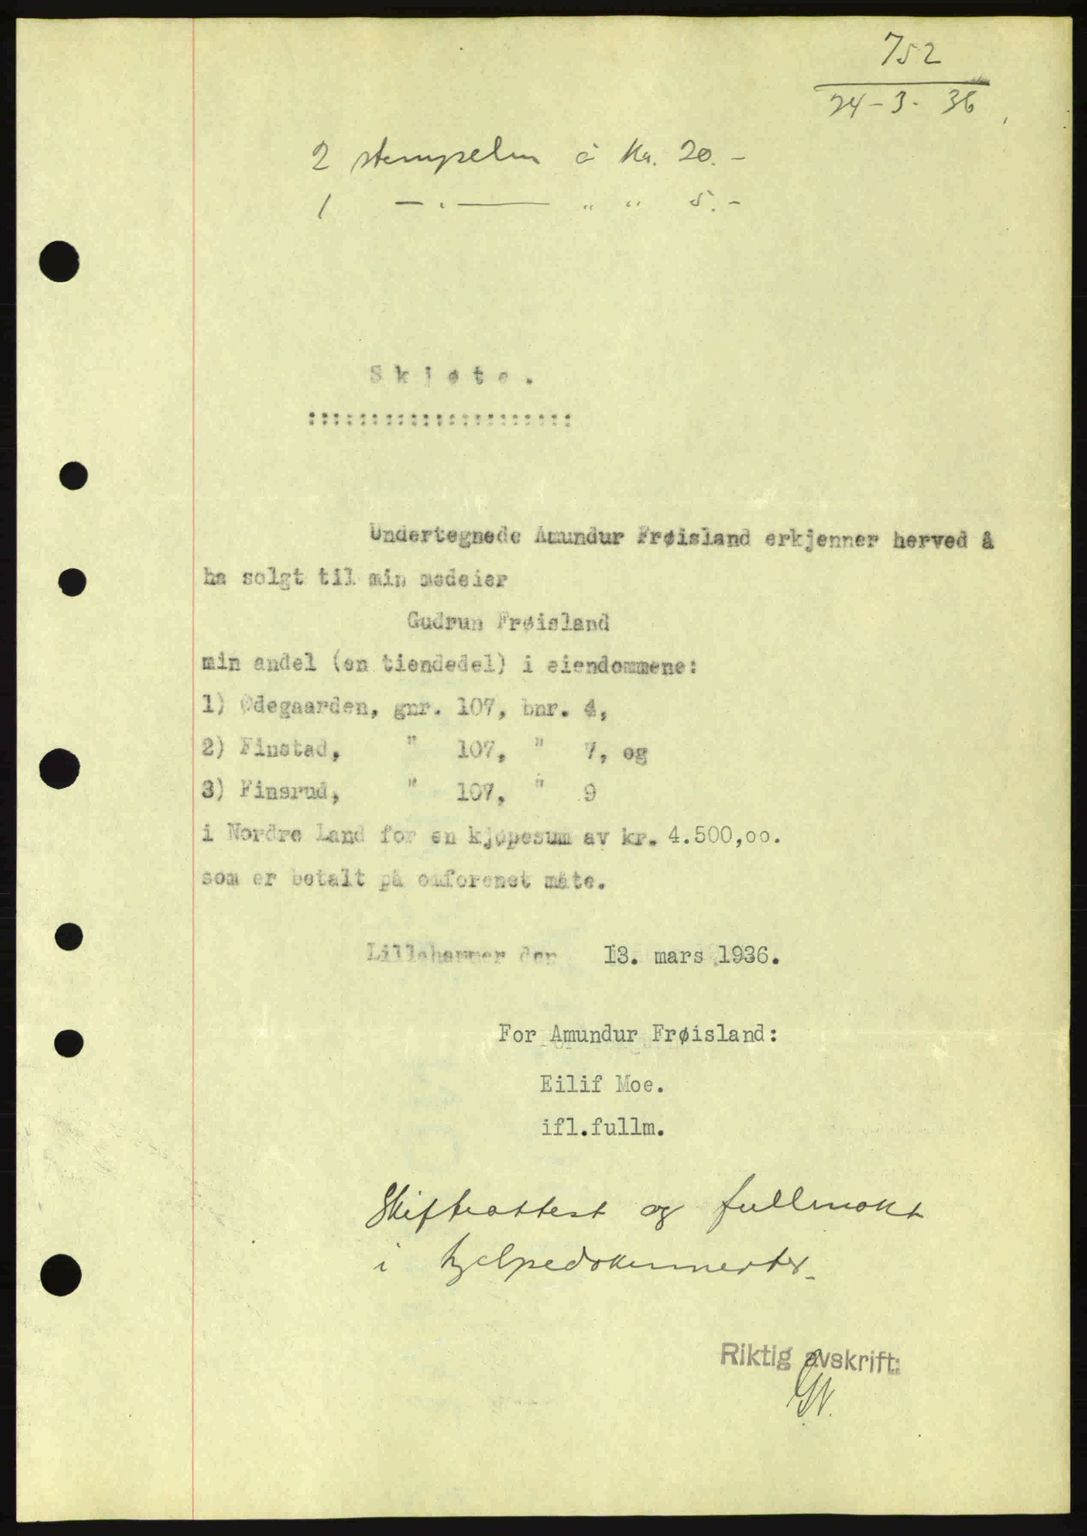 752
24-3-36
2 stempelm à kr. 20.-
1 —.— " " 5.-
Skjøte.
::::::::::::::::::::::
Undertegnede Amundur Frøisland erkjenner herved å
ha solgt til min medeier
Gudrun Frøisland
min andel (en tiendedel) i eiendommene:
1) Ødegaarden, gnr. 107, bnr. 4,
2) Finstad, " 107, " 7, og
3) Finsrud, " 107, " 9
i Nordre Land for en kjøpesum av kr. 4.500,oo.
som er betalt på omforenet måte.
Lillehammer den 13. mars 1936.
For Amundur Frøisland:
Eilif Moe.
ifl.fullm.
Skifteattest og fullmakt
i hjelpedokumenter.
Riktig avskrift: